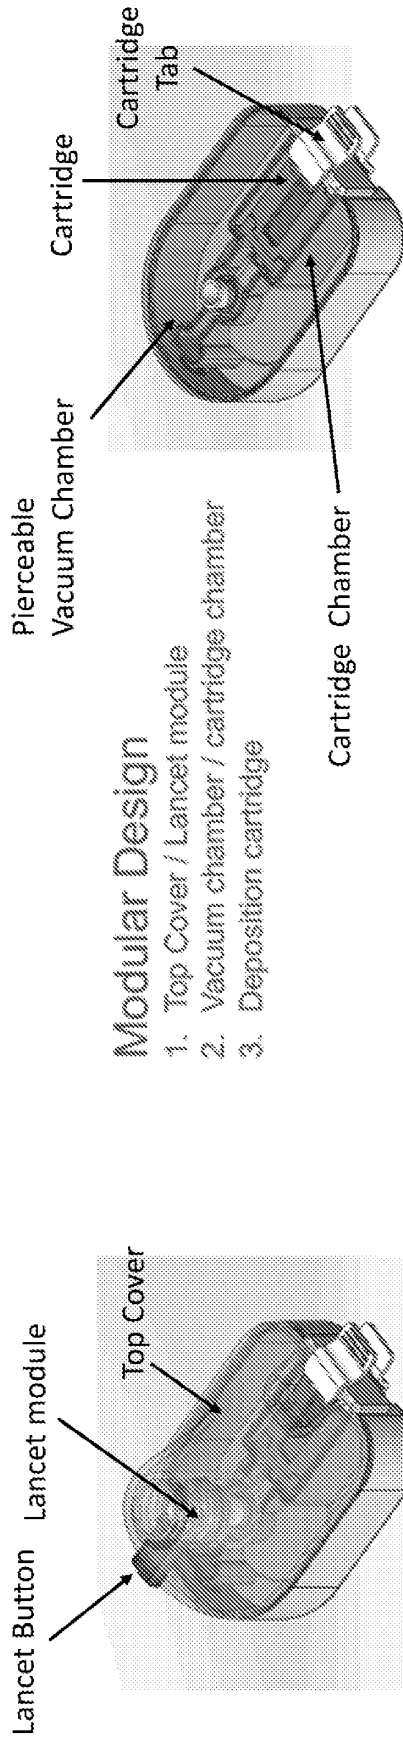 Lancet Button
Lancet module
Top Cover
Modular Design
1. Top Cover / Lancet module
2. Vacuum chamber / cartridge chamber
3. Deposition cartridge
Pierceable
Vacuum Chamber
Cartridge
Cartridge
Tab
Cartridge Chamber